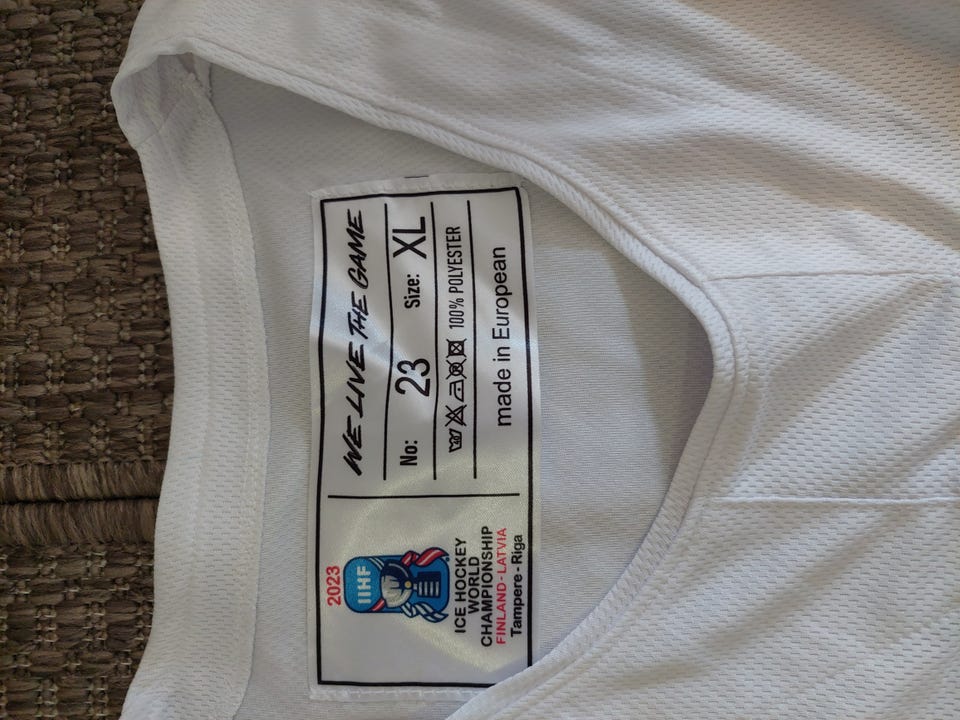 2023
IIHF
ICE HOCKEY
WORLD
CHAMPIONSHIP
FINLAND - LATVIA
Tampere - Riga
WE LIVE THE GAME
No: 23 Size: XL
100% POLYESTER
made in European